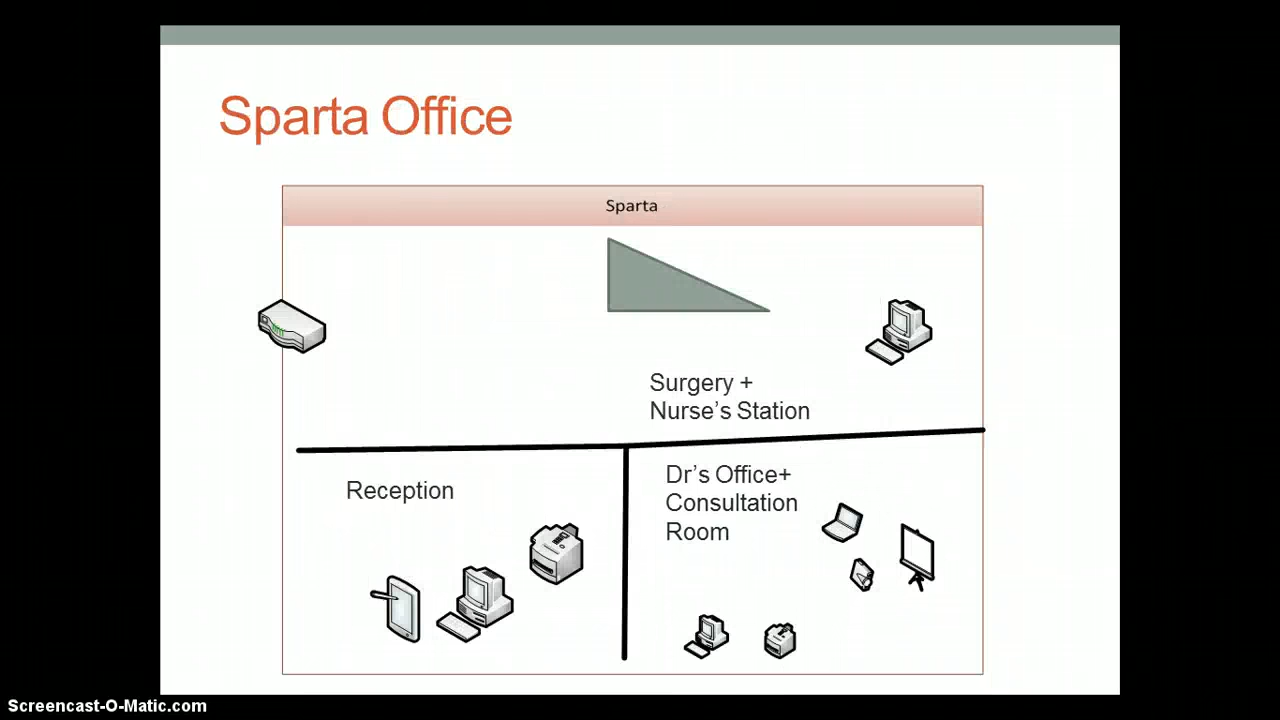 Sparta Office
Sparta
Surgery +
Nurse's Station
Reception
Dr's Office+
Consultation
Room
Screencast-O-Matic.com